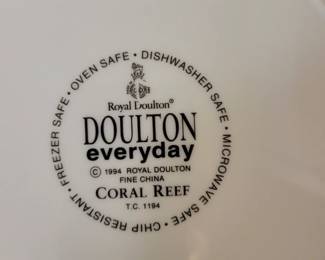 FREEZER SAFE • OVEN SAFE • DISHWASHER SAFE • MICROWAVE SAFE • CHIP RESISTANT •
Royal Doulton®
DOULTON
everyday
© 1994 ROYAL DOULTON
FINE CHINA
CORAL REEF
T.C. 1194